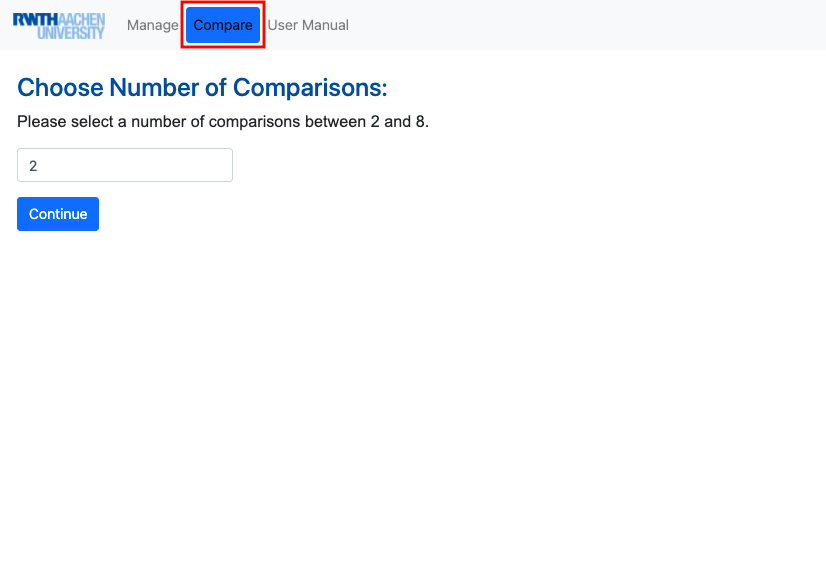 RWTH AACHEN UNIVERSITY
Manage Compare User Manual
Choose Number of Comparisons:
Please select a number of comparisons between 2 and 8.
2
Continue